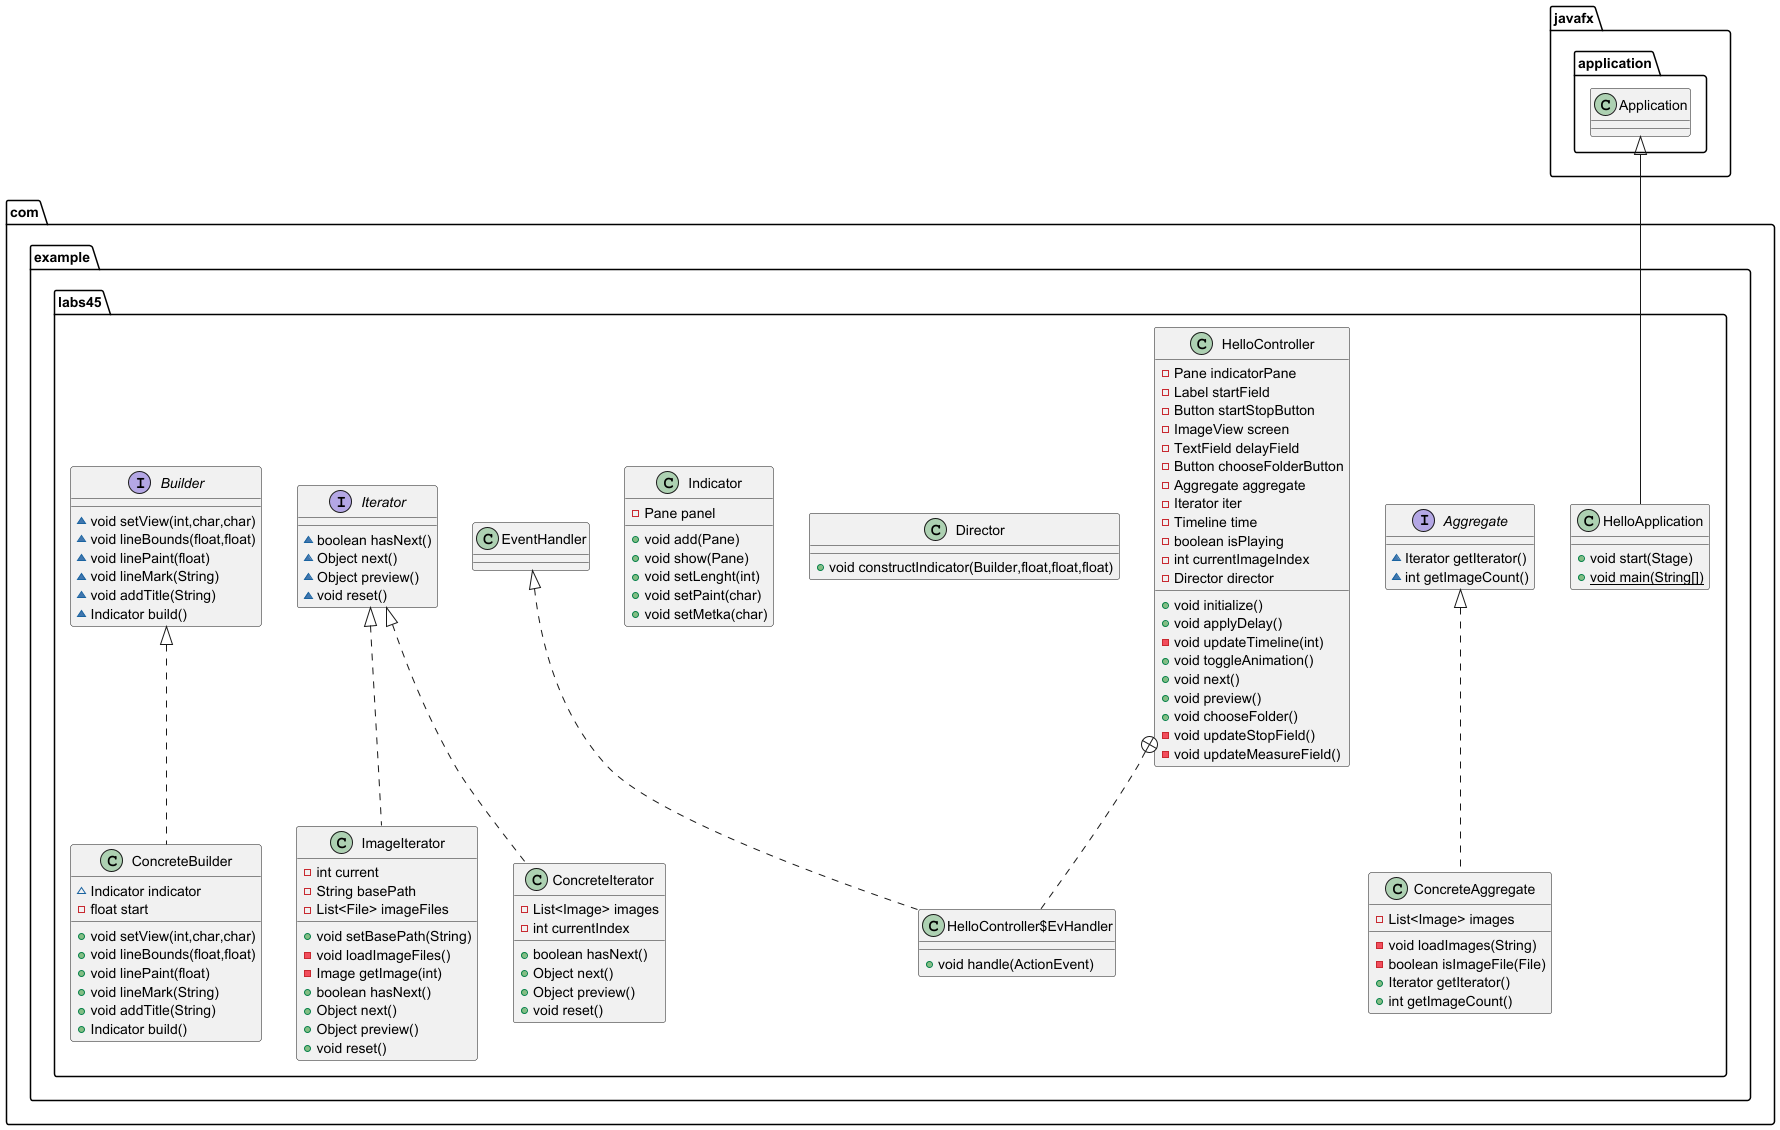 javafx
application
C Application
com
example
labs45
C HelloController
Pane indicatorPane
Label startField
Button startStopButton
ImageView screen
TextField delayField
Button chooseFolderButton
Aggregate aggregate
Iterator iter
Timeline time
boolean isPlaying
int currentImageIndex
Director director
void initialize()
void applyDelay()
void updateTimeline(int)
void toggleAnimation()
void next()
void preview()
void chooseFolder()
void updateStopField()
void updateMeasureField()
I Builder
void setView(int,char,char)
void lineBounds(float,float)
void linePaint(float)
void lineMark(String)
void addTitle(String)
Indicator build()
I Iterator
boolean hasNext()
Object next()
Object preview()
void reset()
C EventHandler
C Indicator
Pane panel
void add(Pane)
void show(Pane)
void setLenght(int)
void setPaint(char)
void setMetka(char)
C Director
void constructIndicator(Builder,float,float,float)
I Aggregate
Iterator getIterator()
int getImageCount()
C HelloApplication
void start(Stage)
void main(String[])
C ConcreteBuilder
Indicator indicator
float start
void setView(int,char,char)
void lineBounds(float,float)
void linePaint(float)
void lineMark(String)
void addTitle(String)
Indicator build()
C ImageIterator
int current
String basePath
List<File> imageFiles
void setBasePath(String)
void loadImageFiles()
Image getImage(int)
boolean hasNext()
Object next()
Object preview()
void reset()
C ConcreteIterator
List<Image> images
int currentIndex
boolean hasNext()
Object next()
Object preview()
void reset()
C HelloController$EvHandler
void handle(ActionEvent)
C ConcreteAggregate
List<Image> images
void loadImages(String)
boolean isImageFile(File)
Iterator getIterator()
int getImageCount()